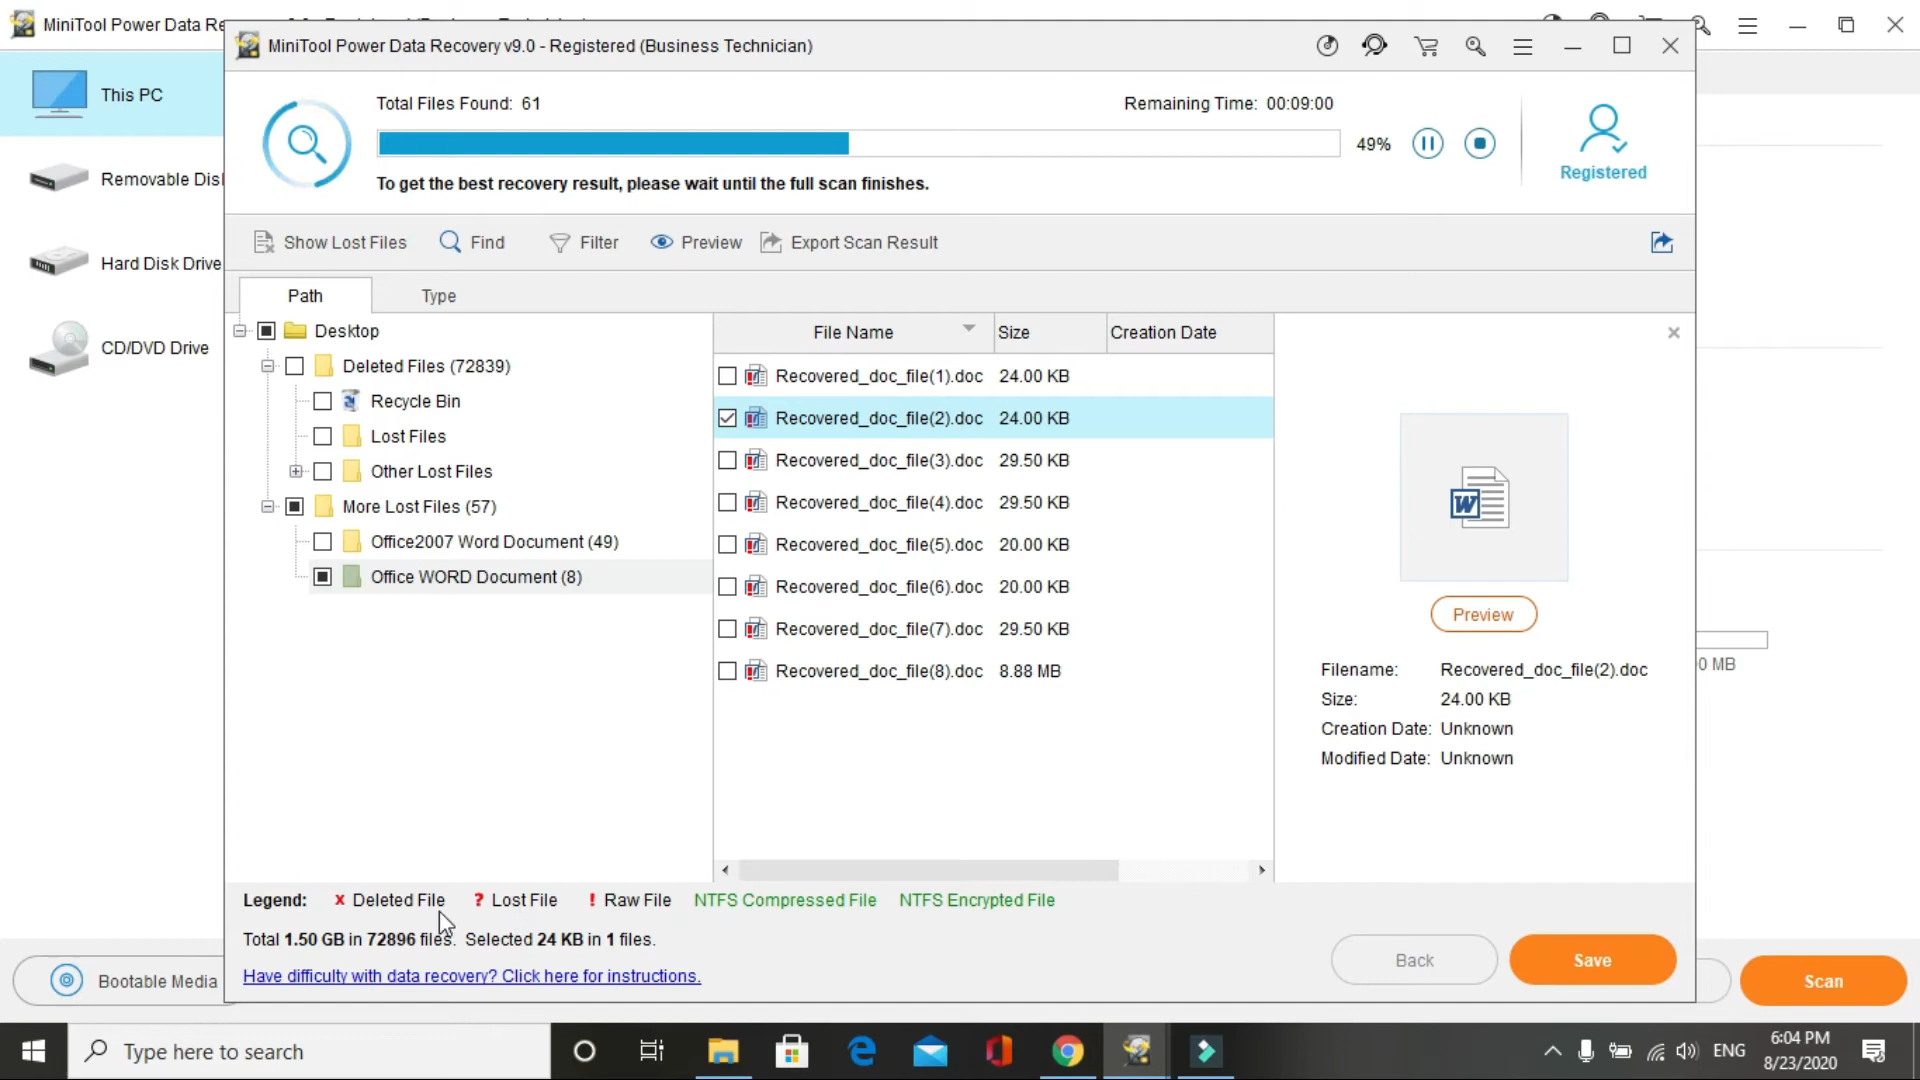 MiniTool Power Data Re
MiniTool Power Data Recovery v9.0 - Registered (Business Technician)
This PC
Removable Dis
Hard Disk Drive
CD/DVD Drive
Total Files Found: 61
Remaining Time: 00:09:00
49%
To get the best recovery result, please wait until the full scan finishes.
Registered
Show Lost Files
Find
Filter
Preview
Export Scan Result
Path
Type
Desktop
Deleted Files (72839)
Recycle Bin
Lost Files
Other Lost Files
More Lost Files (57)
Office2007 Word Document (49)
Office WORD Document (8)
File Name Size Creation Date
Recovered_doc_file(1).doc 24.00 KB
Recovered_doc_file(2).doc 24.00 KB
Recovered_doc_file(3).doc 29.50 KB
Recovered_doc_file(4).doc 29.50 KB
Recovered_doc_file(5).doc 20.00 KB
Recovered_doc_file(6).doc 20.00 KB
Recovered_doc_file(7).doc 29.50 KB
Recovered_doc_file(8).doc 8.88 MB
W
Preview
Filename: Recovered_doc_file(2).doc
Size: 24.00 KB
Creation Date: Unknown
Modified Date: Unknown
0 MB
Legend: x Deleted File ? Lost File ! Raw File NTFS Compressed File NTFS Encrypted File
Total 1.50 GB in 72896 files. Selected 24 KB in 1 files.
Have difficulty with data recovery? Click here for instructions.
Back
Save
Bootable Media
Scan
Type here to search
ENG
6:04 PM
8/23/2020